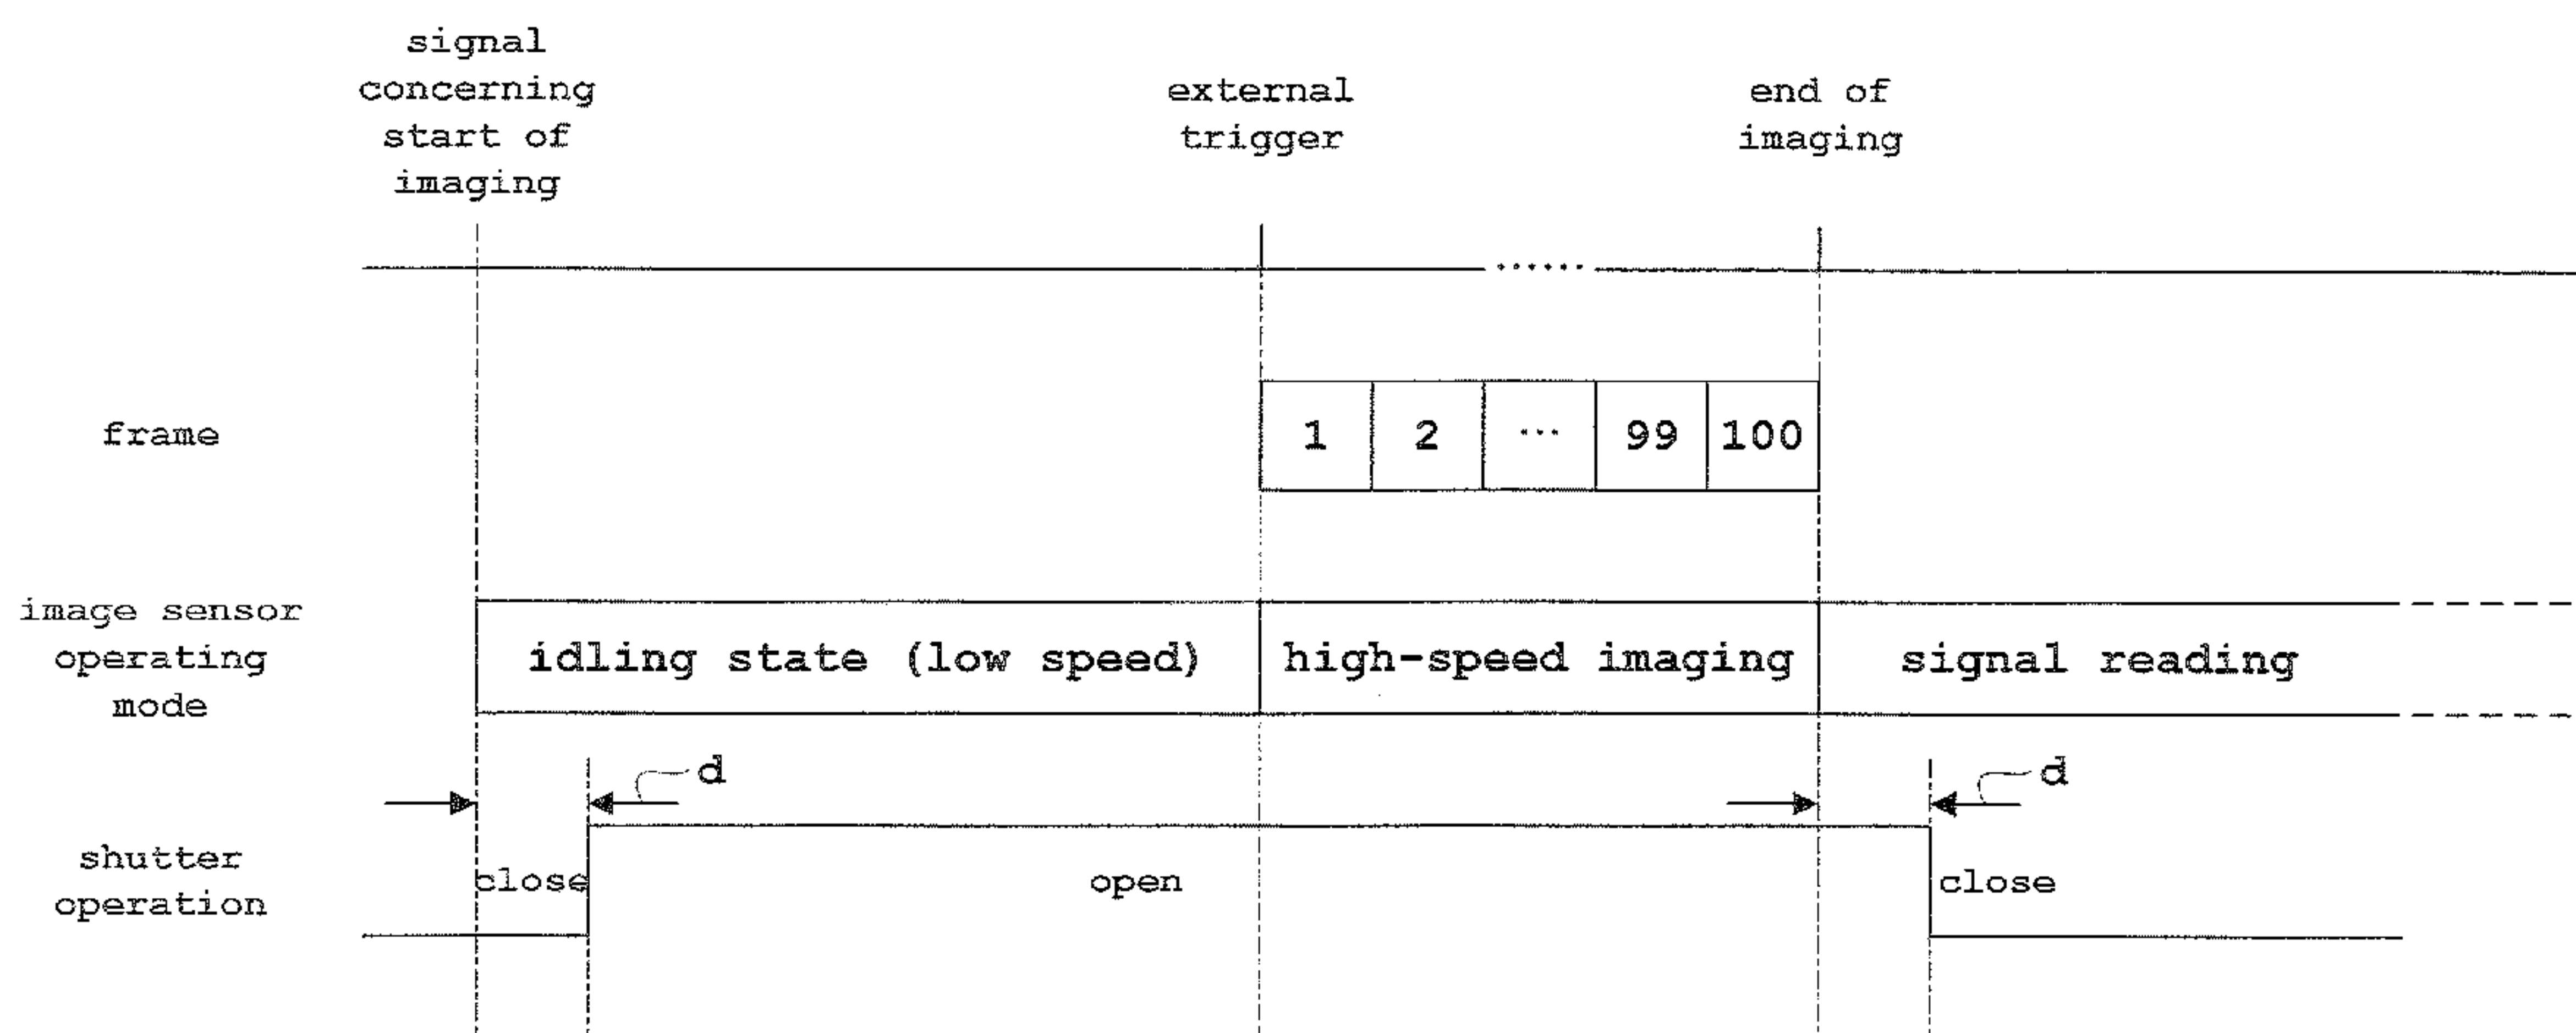 signal
concerning
start of
imaging
external
trigger
end of
imaging
......
frame
1 2 ... 99 100
image sensor
operating
mode
idling state (low speed) high-speed imaging signal reading
d d
shutter
operation
close open close